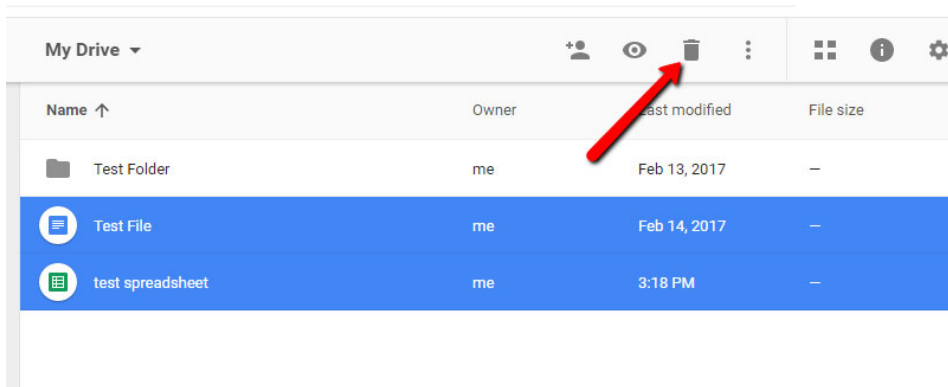 My Drive
Name Owner Last modified File size
Test Folder me Feb 13, 2017 —
Test File me Feb 14, 2017 —
test spreadsheet me 3:18 PM —